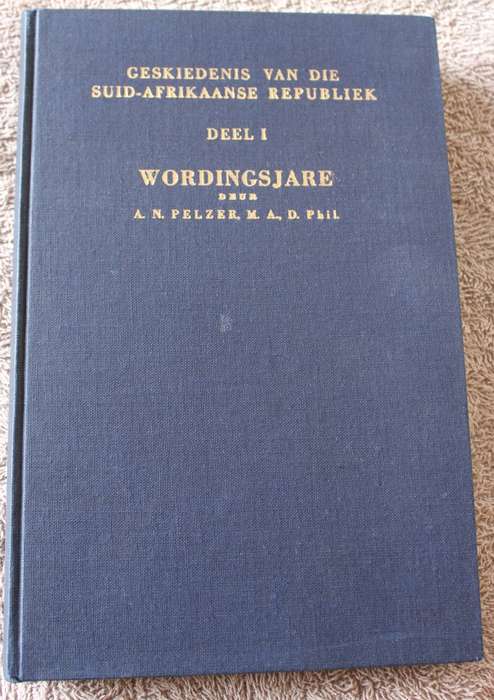 GESKIEDENIS VAN DIE
SUID-AFRIKAANSE REPUBLIEK
DEEL I
WORDINGSJARE
DEUR
A. N. PELZER, M. A., D. Phil.